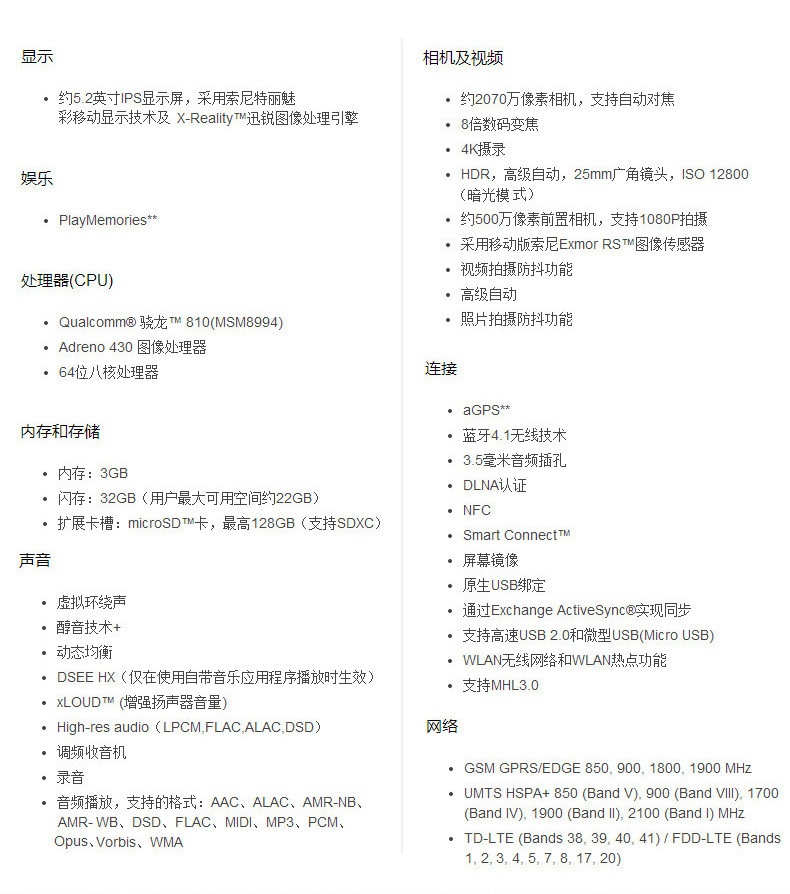 显示
约5.2英寸IPS显示屏，采用索尼特丽魅
彩移动显示技术及 X-Reality™迅锐图像处理引擎
娱乐
PlayMemories**
处理器(CPU)
Qualcomm® 骁龙™ 810(MSM8994)
Adreno 430 图像处理器
64位八核处理器
内存和存储
内存：3GB
闪存：32GB（用户最大可用空间约22GB）
扩展卡槽：microSD™卡，最高128GB（支持SDXC）
声音
虚拟环绕声
醇音技术+
动态均衡
DSEE HX（仅在使用自带音乐应用程序播放时生效）
xLOUD™ (增强扬声器音量)
High-res audio（LPCM,FLAC,ALAC,DSD）
调频收音机
录音
音频播放，支持的格式：AAC、ALAC、AMR-NB、
AMR- WB、DSD、FLAC、MIDI、MP3、PCM、
Opus、Vorbis、WMA
相机及视频
约2070万像素相机，支持自动对焦
8倍数码变焦
4K摄录
HDR，高级自动，25mm广角镜头，ISO 12800
（暗光模 式）
约500万像素前置相机，支持1080P拍摄
采用移动版索尼Exmor RS™图像传感器
视频拍摄防抖功能
高级自动
照片拍摄防抖功能
连接
aGPS**
蓝牙4.1无线技术
3.5毫米音频插孔
DLNA认证
NFC
Smart Connect™
屏幕镜像
原生USB绑定
通过Exchange ActiveSync®实现同步
支持高速USB 2.0和微型USB(Micro USB)
WLAN无线网络和WLAN热点功能
支持MHL3.0
网络
GSM GPRS/EDGE 850, 900, 1800, 1900 MHz
UMTS HSPA+ 850 (Band V), 900 (Band VIII), 1700
(Band IV), 1900 (Band II), 2100 (Band I) MHz
TD-LTE (Bands 38, 39, 40, 41) / FDD-LTE (Bands
1, 2, 3, 4, 5, 7, 8, 17, 20)